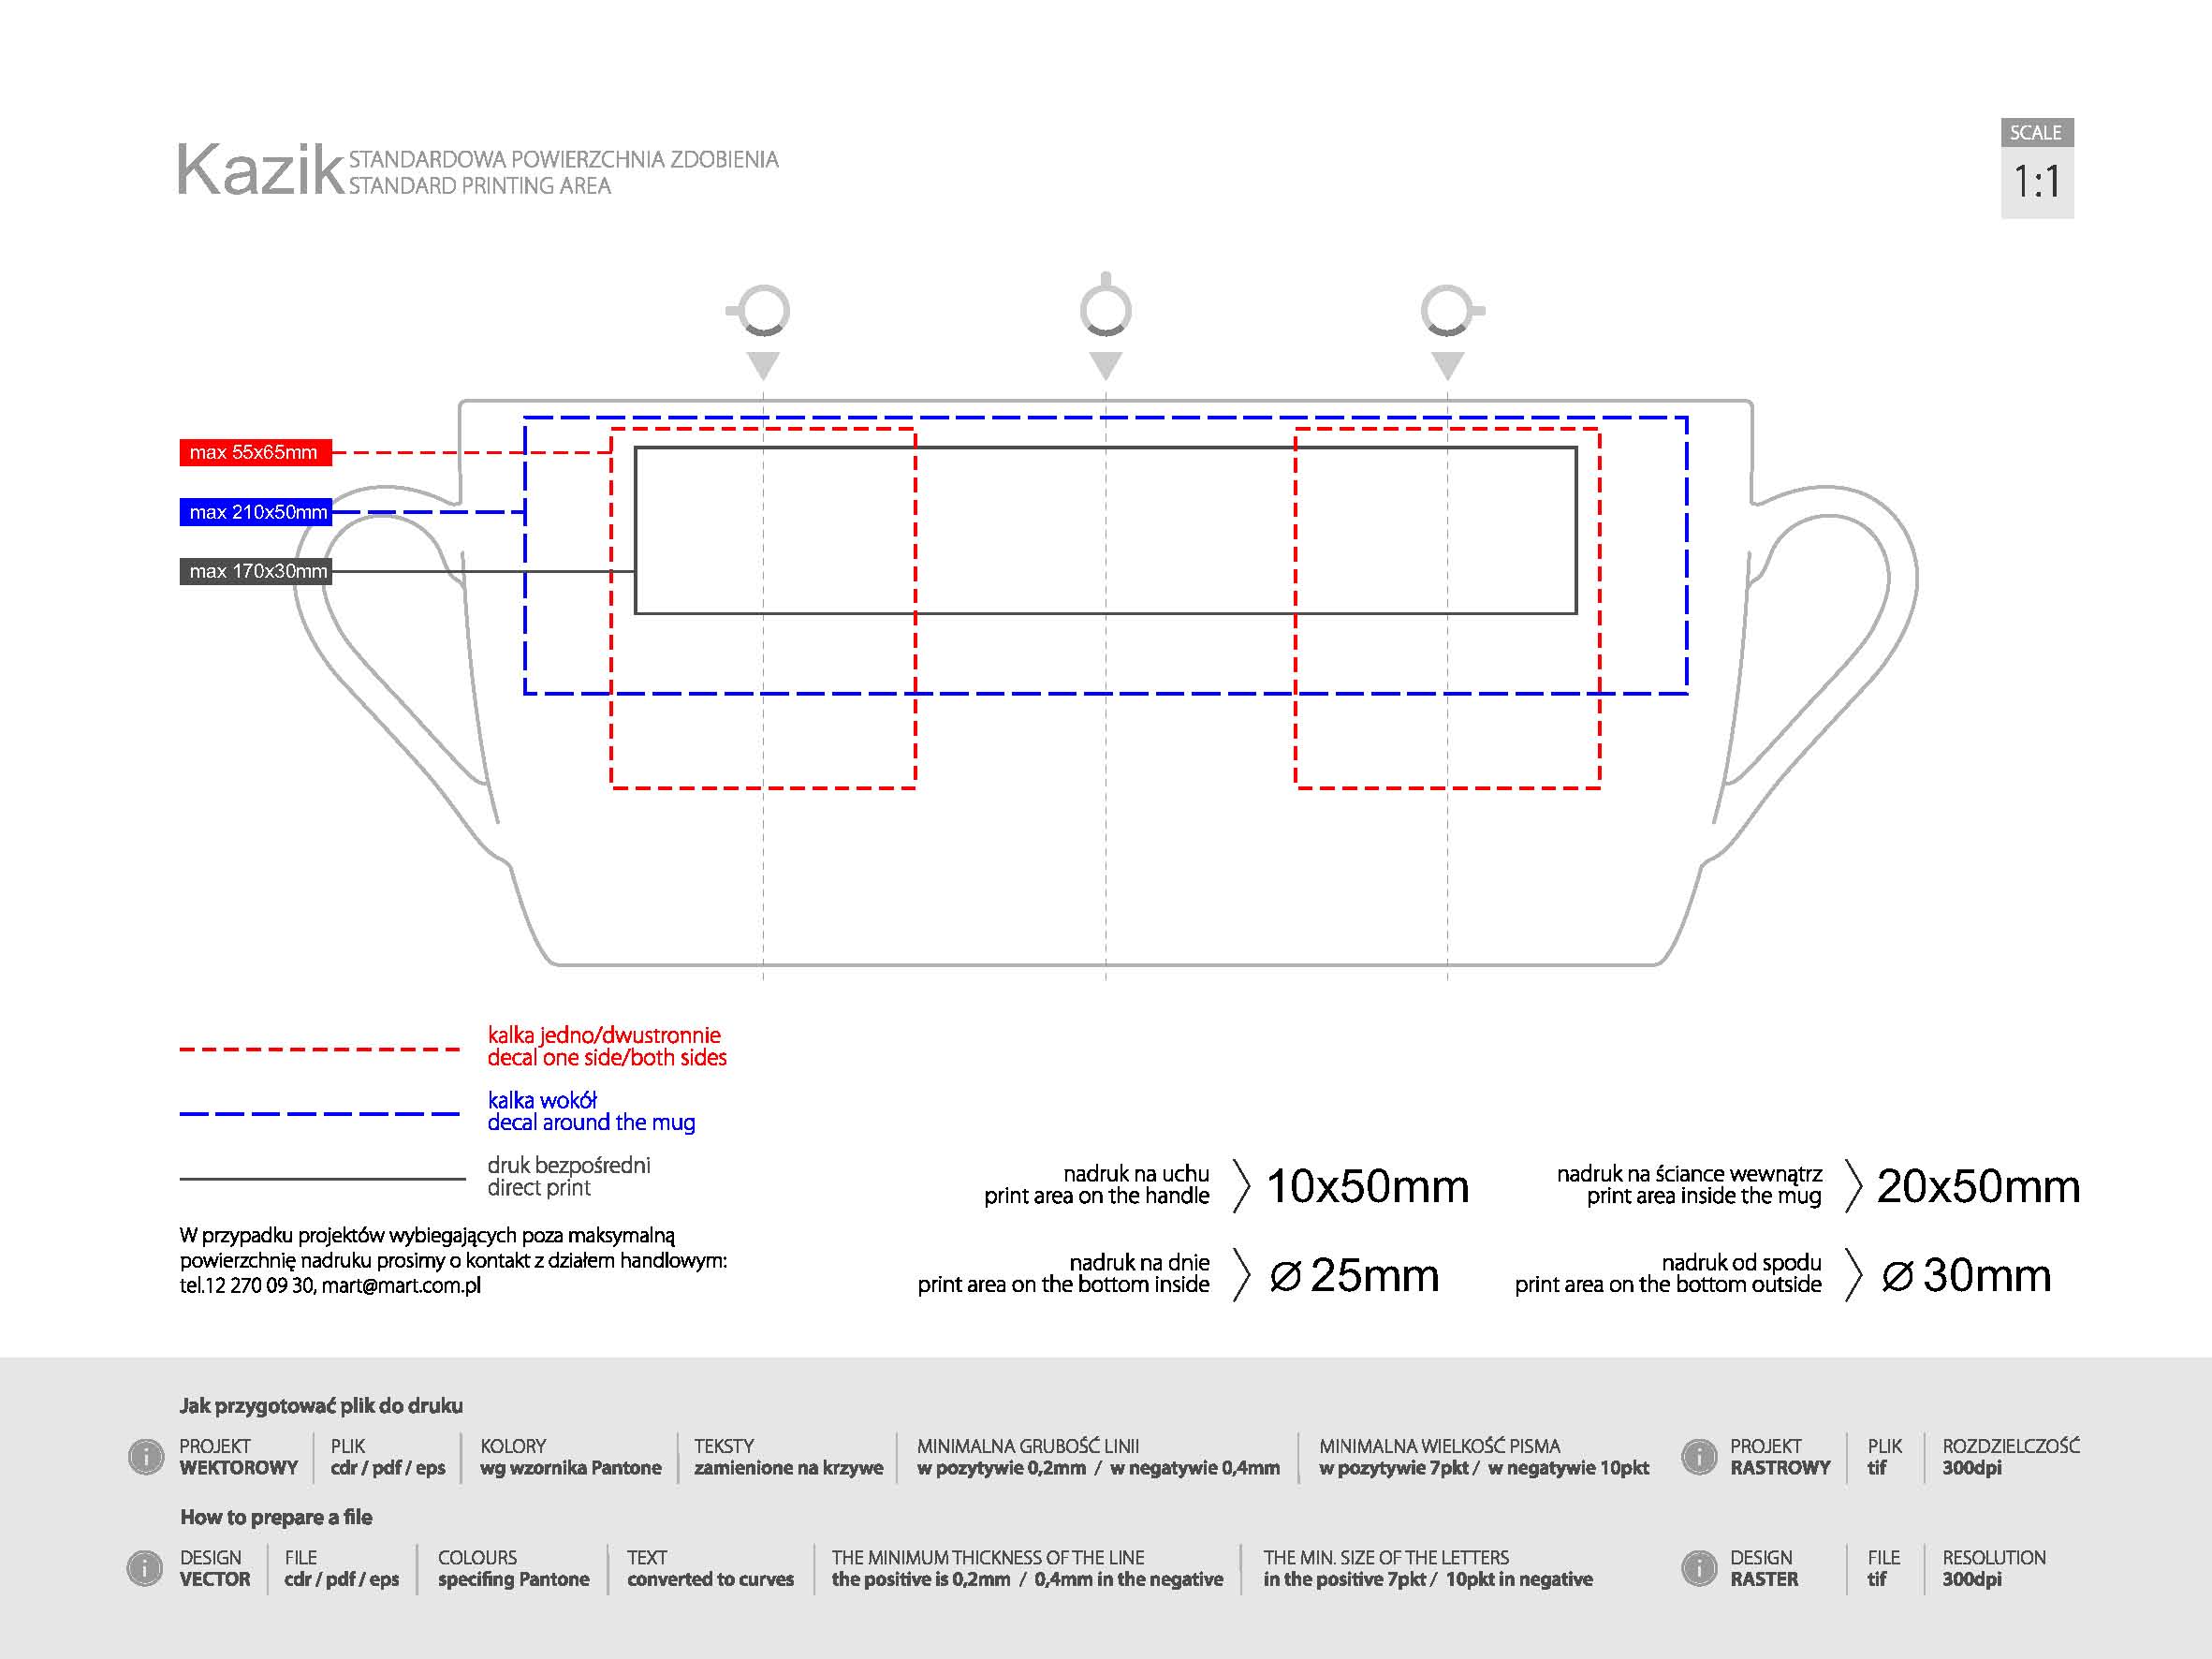 Kazik
STANDARDOWA POWIERZCHNIA ZDOBIENIA
STANDARD PRINTING AREA
SCALE
1:1
max 55x65mm
max 210x50mm
max 170x30mm
kalka jedno/dwustronnie
decal one side/both sides
kalka wokół
decal around the mug
druk bezpośredni
direct print
W przypadku projektów wybiegających poza maksymalną
powierzchnię nadruku prosimy o kontakt z działem handlowym:
tel.12 270 09 30, mart@mart.com.pl
nadruk na uchu
print area on the handle
10x50mm
nadruk na ściance wewnątrz
print area inside the mug
20x50mm
nadruk na dnie
print area on the bottom inside
⌀ 25mm
nadruk od spodu
print area on the bottom outside
⌀ 30mm
Jak przygotować plik do druku
PROJEKT
WEKTOROWY
PLIK
cdr / pdf / eps
KOLORY
wg wzornika Pantone
TEKSTY
zamienione na krzywe
MINIMALNA GRUBOŚĆ LINII
w pozytywie 0,2mm / w negatywie 0,4mm
MINIMALNA WIELKOŚĆ PISMA
w pozytywie 7pkt / w negatywie 10pkt
PROJEKT
RASTROWY
PLIK
tif
ROZDZIELCZOŚĆ
300dpi
How to prepare a file
DESIGN
VECTOR
FILE
cdr / pdf / eps
COLOURS
specifing Pantone
TEXT
converted to curves
THE MINIMUM THICKNESS OF THE LINE
the positive is 0,2mm / 0,4mm in the negative
THE MIN. SIZE OF THE LETTERS
in the positive 7pkt / 10pkt in negative
DESIGN
RASTER
FILE
tif
RESOLUTION
300dpi